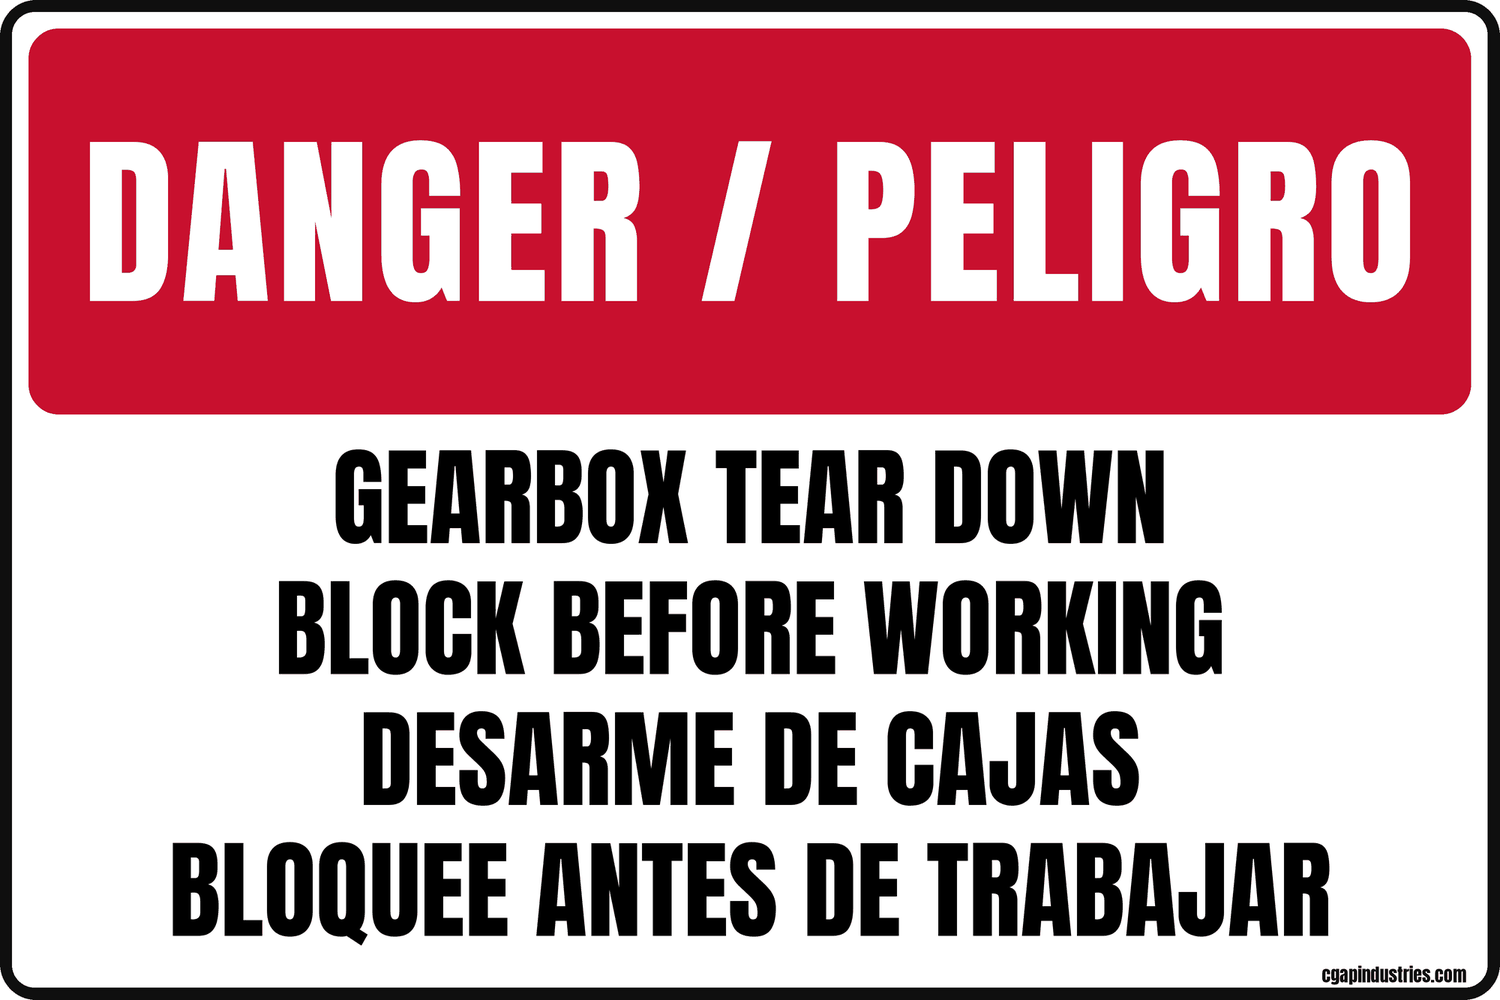 DANGER / PELIGRO
GEARBOX TEAR DOWN
BLOCK BEFORE WORKING
DESARME DE CAJAS
BLOQUEE ANTES DE TRABAJAR
cgapindustries.com